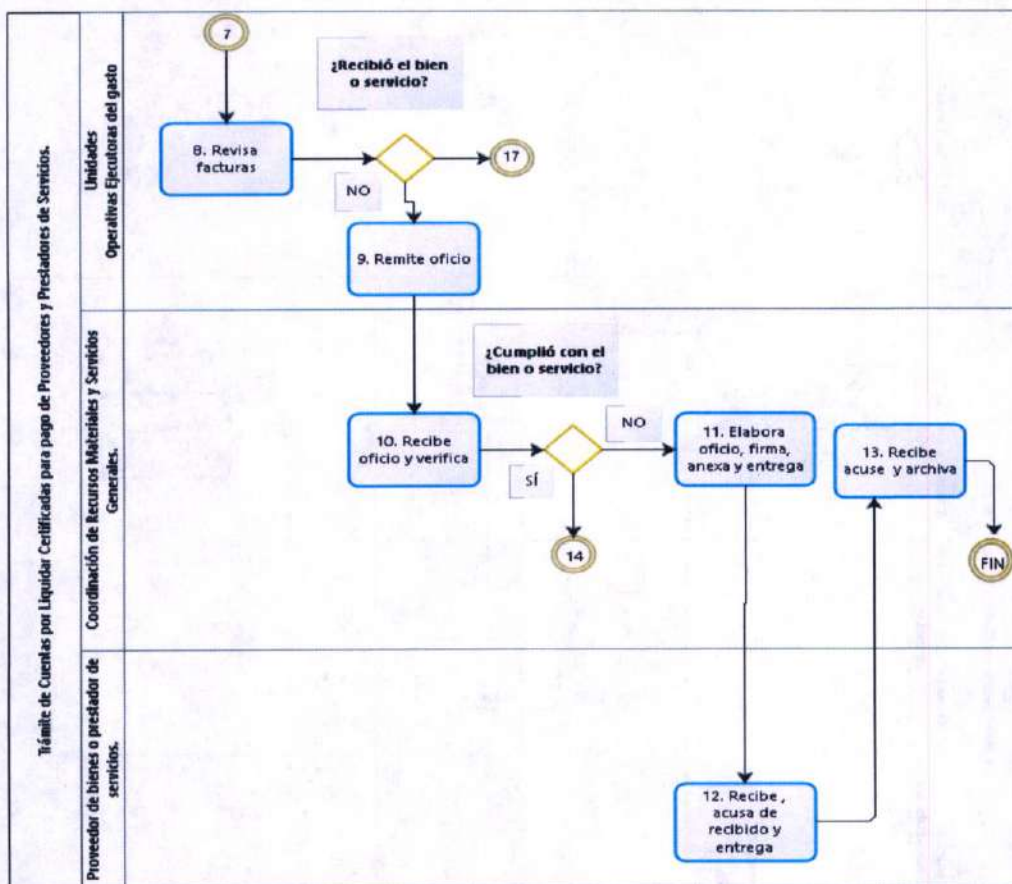 Trámite de Cuentas por Liquidar Certificadas para pago de Proveedores y Prestadores de Servicios.
Unidades
Operativas Ejecutoras del gasto
7
¿Recibió el bien
o servicio?
8. Revisa
facturas
17
NO
9. Remite oficio
Coordinación de Recursos Materiales y Servicios
Generales.
¿Cumplió con el
bien o servicio?
10. Recibe
oficio y verifica
SÍ
NO
14
11. Elabora
oficio, firma,
anexa y entrega
13. Recibe
acuse y archiva
FIN
Proveedor de bienes o prestador de
servicios.
12. Recibe ,
acusa de
recibido y
entrega